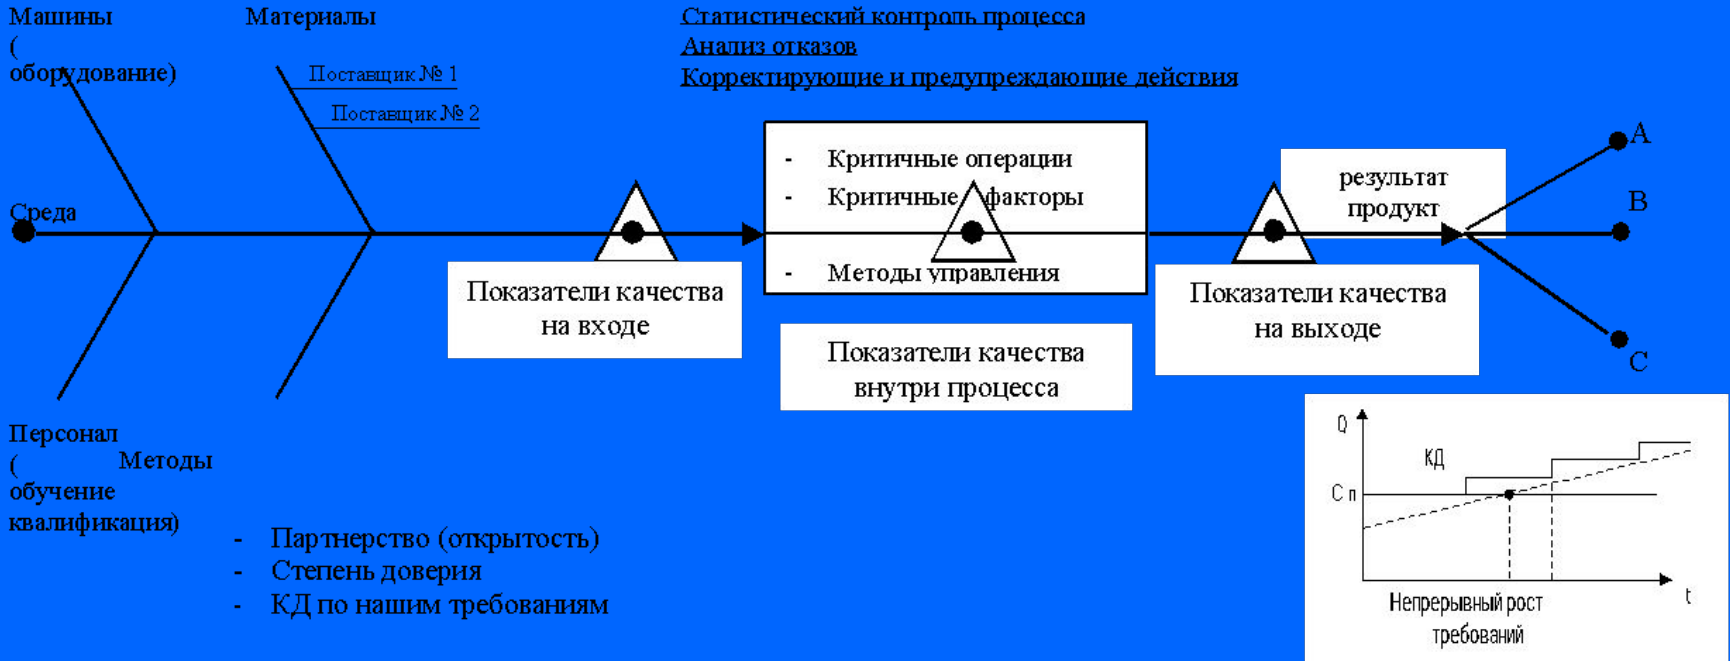 Машины
(
оборудование)
Материалы
Поставщик № 1
Поставщик № 2
Статистический контроль процесса
Анализ отказов
Корректирующие и предупреждающие действия
- Критичные операции
- Критичные факторы
- Методы управления
результат
продукт
A
B
C
Среда
Показатели качества
на входе
Показатели качества
внутри процесса
Показатели качества
на выходе
Персонал
(
обучение
квалификация)
Методы
- Партнерство (открытость)
- Степень доверия
- КД по нашим требованиям
Q
КД
С п
t
Непрерывный рост
требований